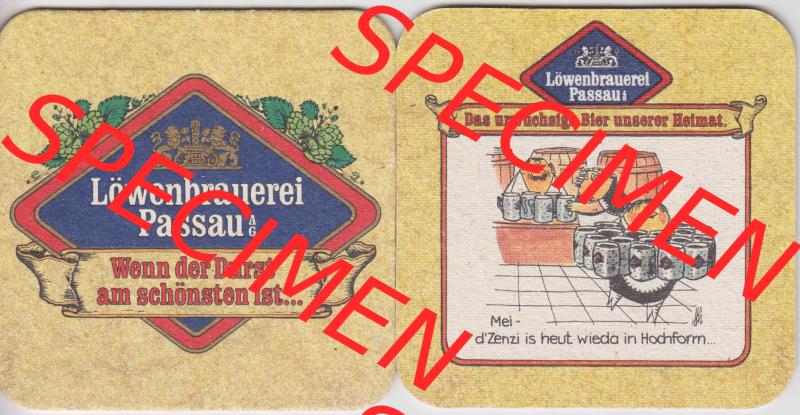 Löwenbrauerei
Passau AG
Wenn der Durst
am schönsten ist...
Löwenbrauerei
Passau AG
Das urwüchsige Bier unserer Heimat.
Mei -
d'Zenzi is heut wieda in Hochform...
SPECIMEN
SPECIMEN
SPECIMEN